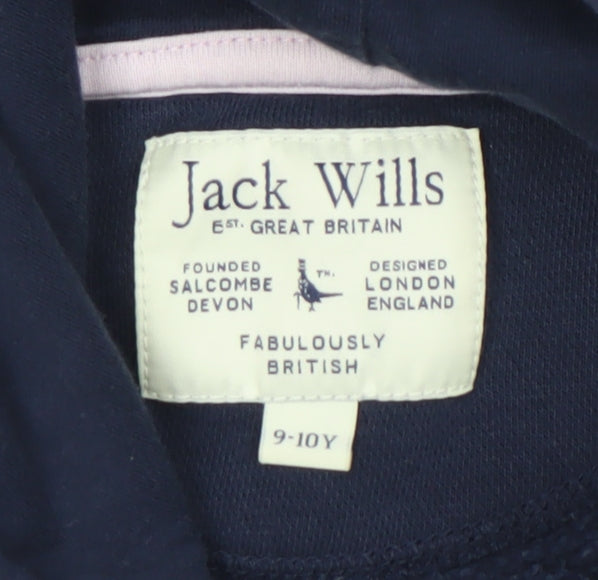 Jack Wills
EST. GREAT BRITAIN
FOUNDED
SALCOMBE
DEVON
TM.
DESIGNED
LONDON
ENGLAND
FABULOUSLY
BRITISH
9-10Y